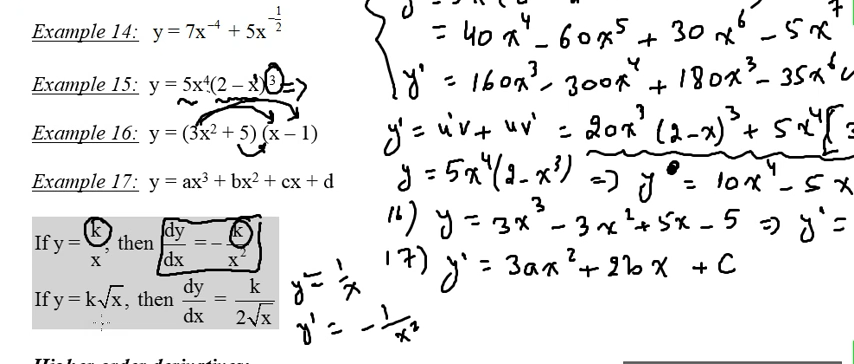 Example 14: y = 7x⁻⁴ + 5x^(-1/2)
Example 15: y = 5x⁴(2 – x)³ =>
Example 16: y = (3x² + 5) (x – 1)
Example 17: y = ax³ + bx² + cx + d
If y = k/x, then dy/dx = - k/x²
If y = k√x, then dy/dx = k/(2√x)
= 40x⁴ - 60x⁵ + 30x⁶ - 5x⁷
y' = 160x³ - 300x⁴ + 180x³ - 35x⁶
y' = u'v + uv' = 20x³(2-x)³ + 5x⁴[3
y = 5x⁴(2-x³) => y' = 10x⁴ - 5x
16) y = 3x³ - 3x² + 5x - 5 => y' =
17) y' = 3ax² + 2bx + c
y = 1/x
y' = - 1/x²